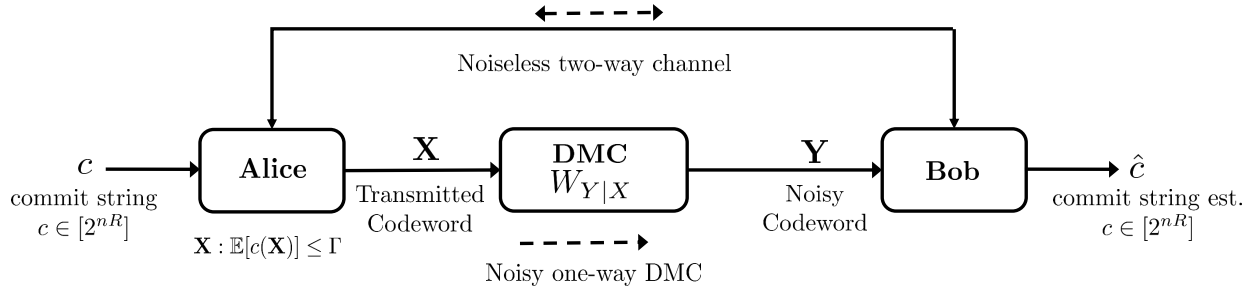 Noiseless two-way channel
c
commit string
c ∈ [2^{nR}]
Alice
X : 𝔼[c(X)] ≤ Γ
X
Transmitted
Codeword
DMC
W_{Y|X}
Noisy one-way DMC
Y
Noisy
Codeword
Bob
ĉ
commit string est.
c ∈ [2^{nR}]